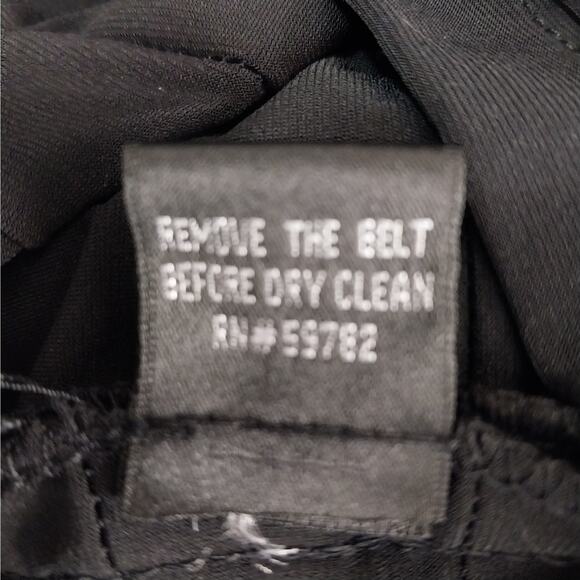 REMOVE THE BELT
BEFORE DRY CLEAN
RN#59782